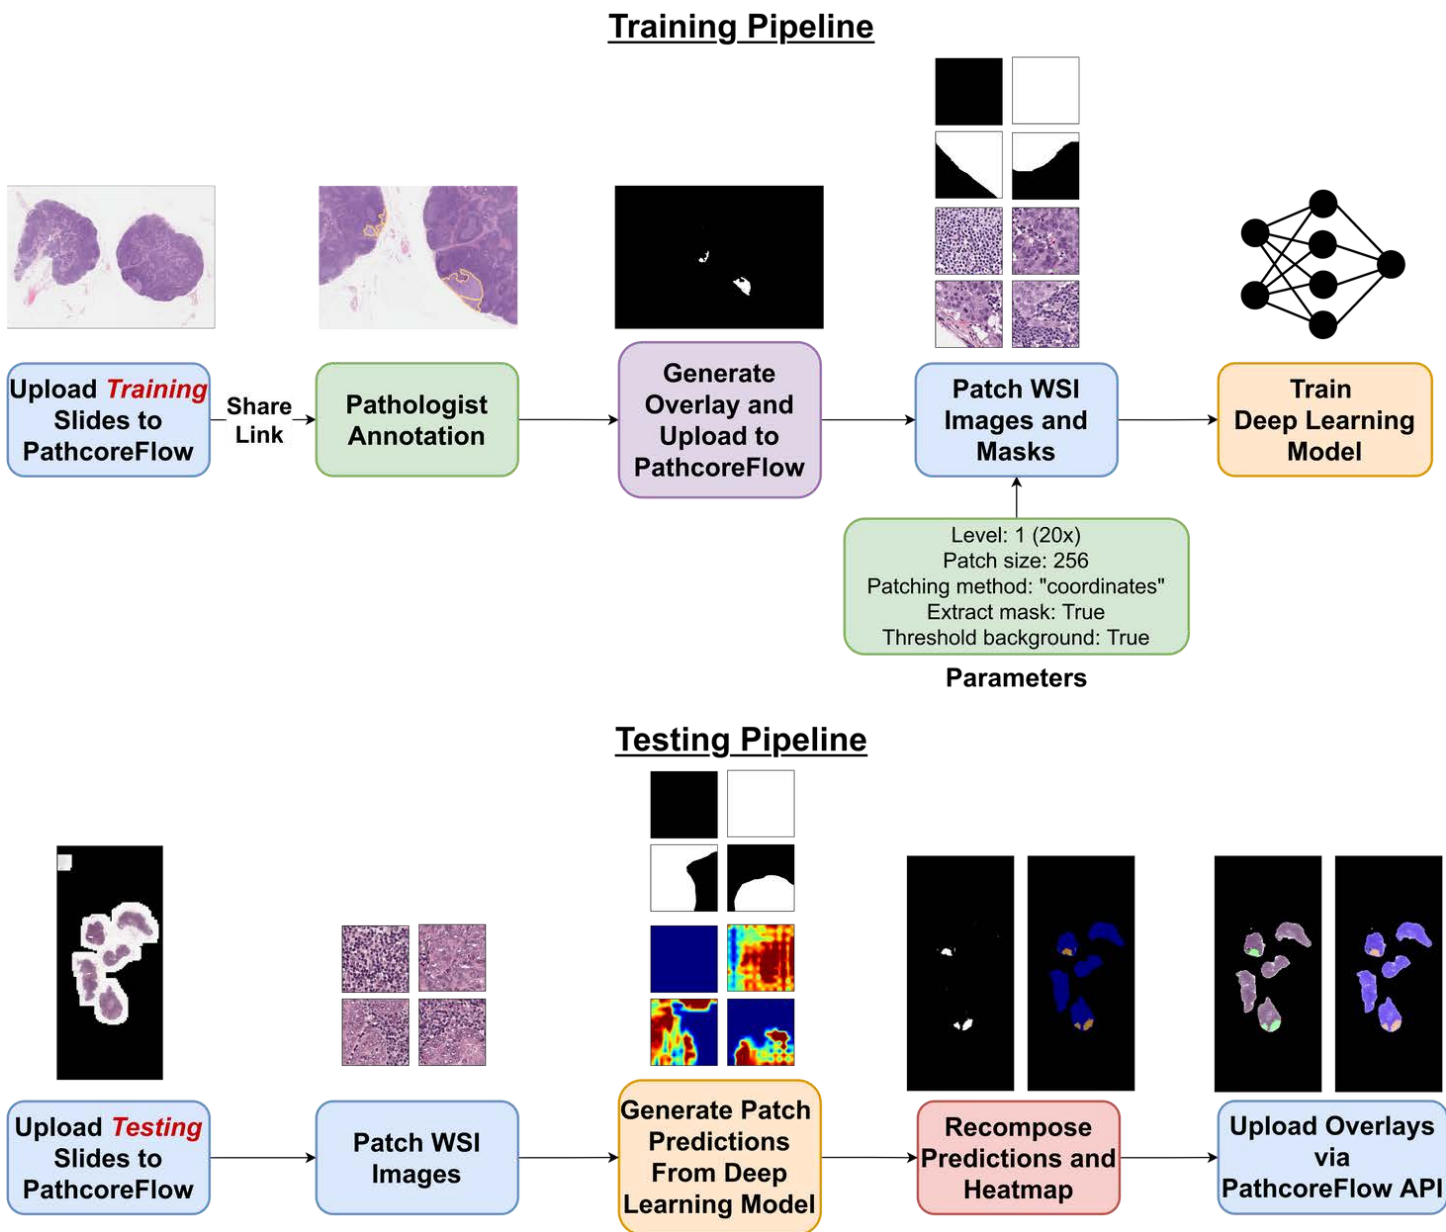 Training Pipeline
Upload Training
Slides to
PathcoreFlow
Share
Link
Pathologist
Annotation
Generate
Overlay and
Upload to
PathcoreFlow
Patch WSI
Images and
Masks
Train
Deep Learning
Model
Level: 1 (20x)
Patch size: 256
Patching method: "coordinates"
Extract mask: True
Threshold background: True
Parameters
Testing Pipeline
Upload Testing
Slides to
PathcoreFlow
Patch WSI
Images
Generate Patch
Predictions
From Deep
Learning Model
Recompose
Predictions and
Heatmap
Upload Overlays
via
PathcoreFlow API